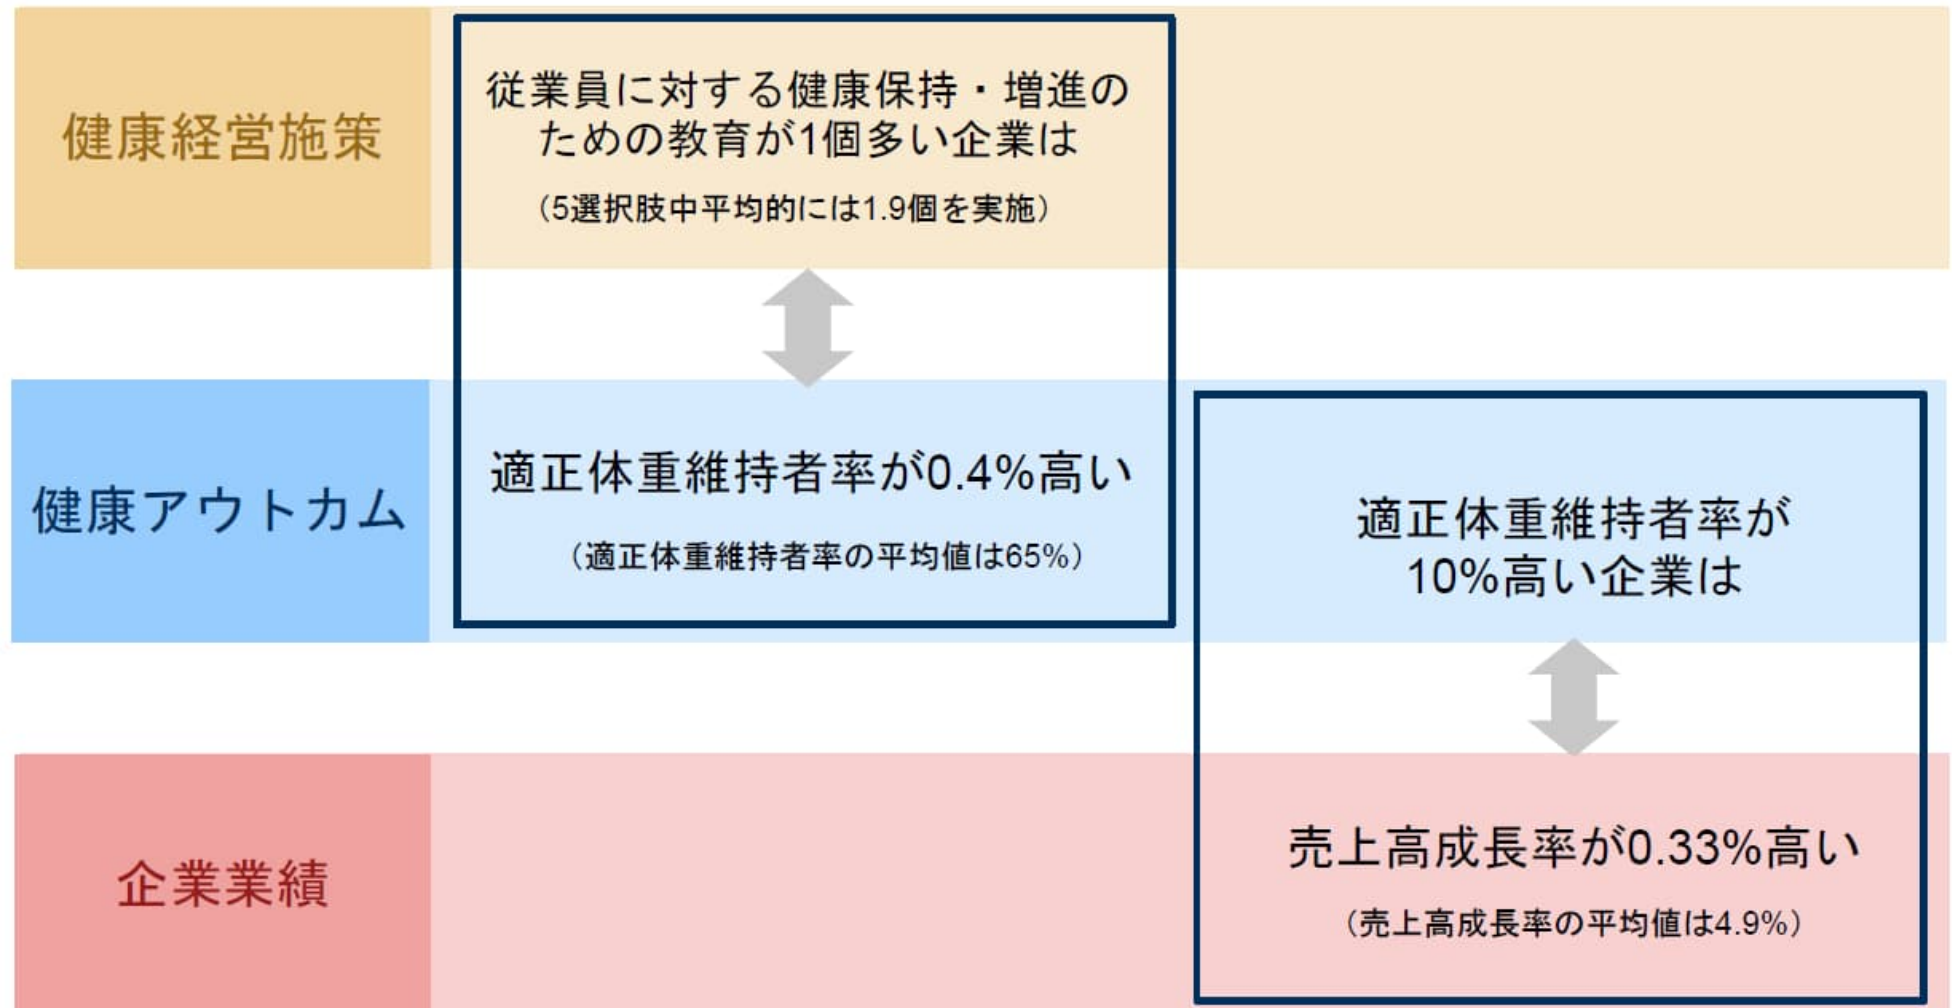 健康経営施策
従業員に対する健康保持・増進の
ための教育が1個多い企業は
（5選択肢中平均的には1.9個を実施）
健康アウトカム
適正体重維持者率が0.4%高い
（適正体重維持者率の平均値は65%）
適正体重維持者率が
10%高い企業は
企業業績
売上高成長率が0.33%高い
（売上高成長率の平均値は4.9%）